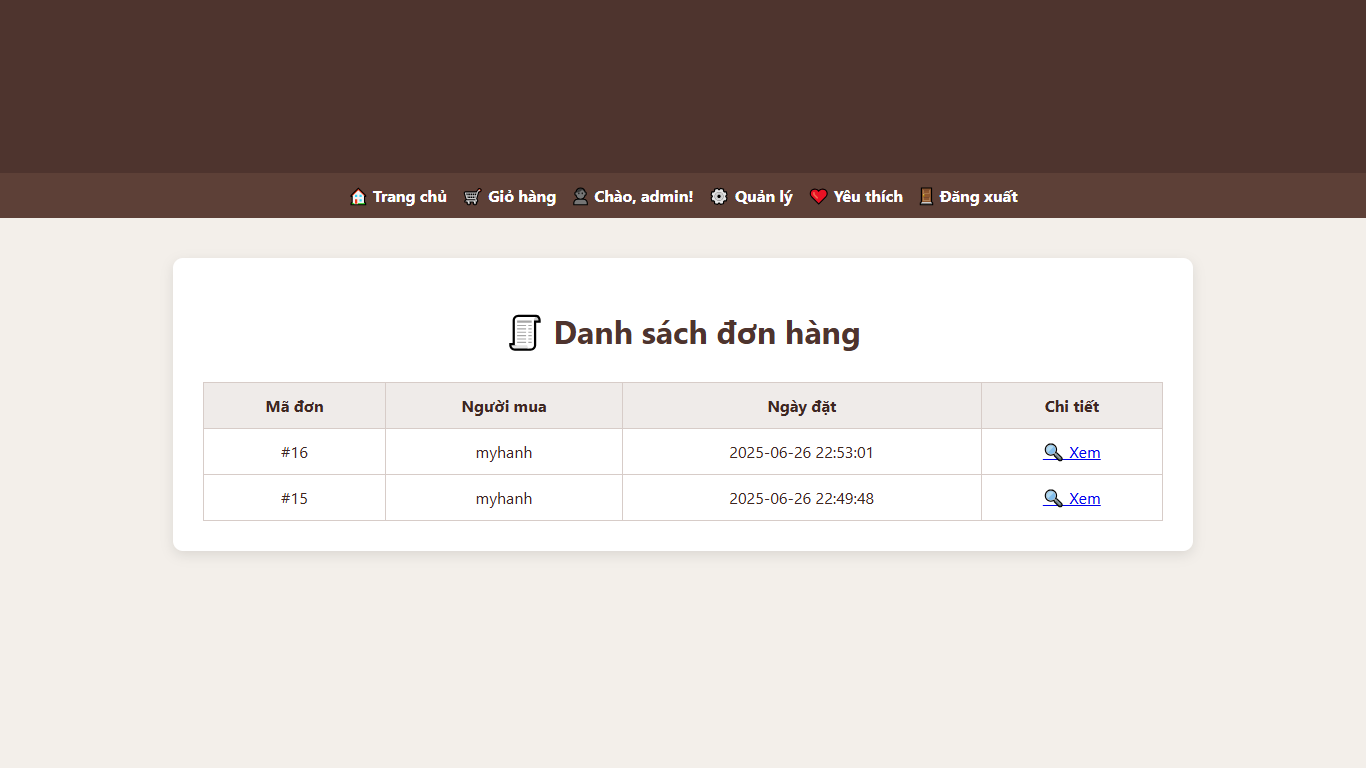 Trang chủ Giỏ hàng Chào, admin! Quản lý Yêu thích Đăng xuất
Danh sách đơn hàng
Mã đơn Người mua Ngày đặt Chi tiết
#16 myhanh 2025-06-26 22:53:01 Xem
#15 myhanh 2025-06-26 22:49:48 Xem